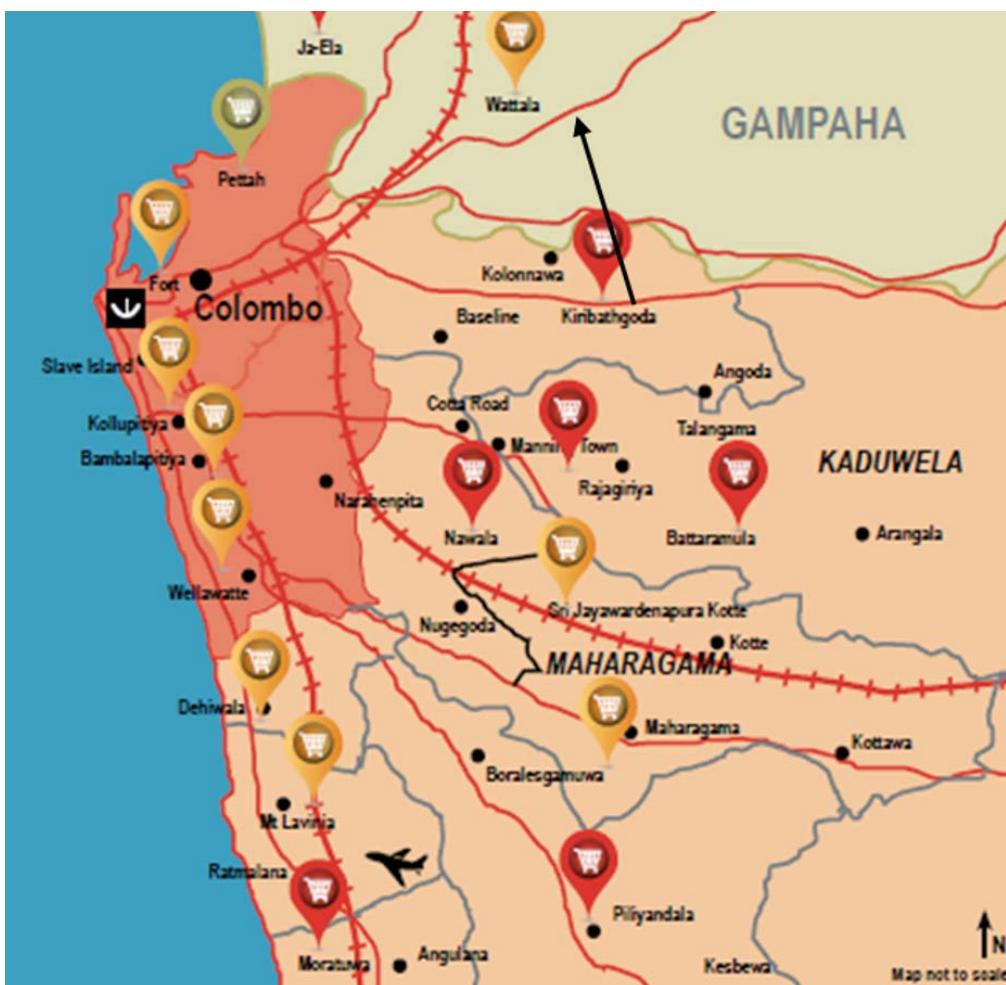 Ja-Ela
Wattala
GAMPAHA
Pettah
Kolonnawa
Fort
Colombo
Baseline
Kiribathgoda
Slave Island
Angoda
Cotta Road
Kollupitiya
Talangama
Manning Town
Bambalapitiya
KADUWELA
Rajagiriya
Narahenpita
Nawala
Battaramula
Arangala
Wellawatte
Sri Jayawardenapura Kotte
Nugegoda
Kotte
MAHARAGAMA
Dehiwala
Maharagama
Kottawa
Boralesgamuwa
Mt Lavinia
Ratmalana
Piliyandala
N
Angulana
Moratuwa
Kesbewa
Map not to scale